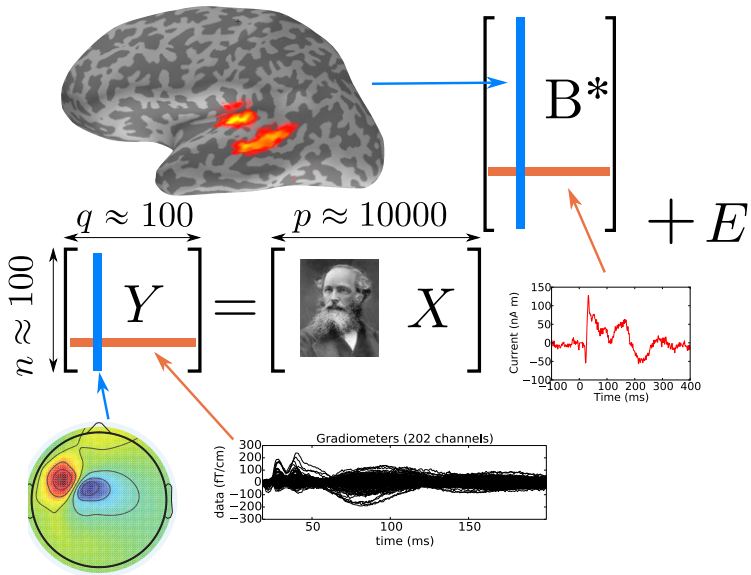 B*
+ E
q ≈ 100
p ≈ 10000
n ≈ 100
Y
=
X
150
100
50
0
−50
−100
Current (nA m)
−100 0 100 200 300 400
Time (ms)
Gradiometers (202 channels)
300
200
100
0
−100
−200
−300
data (fT/cm)
50 100 150
time (ms)